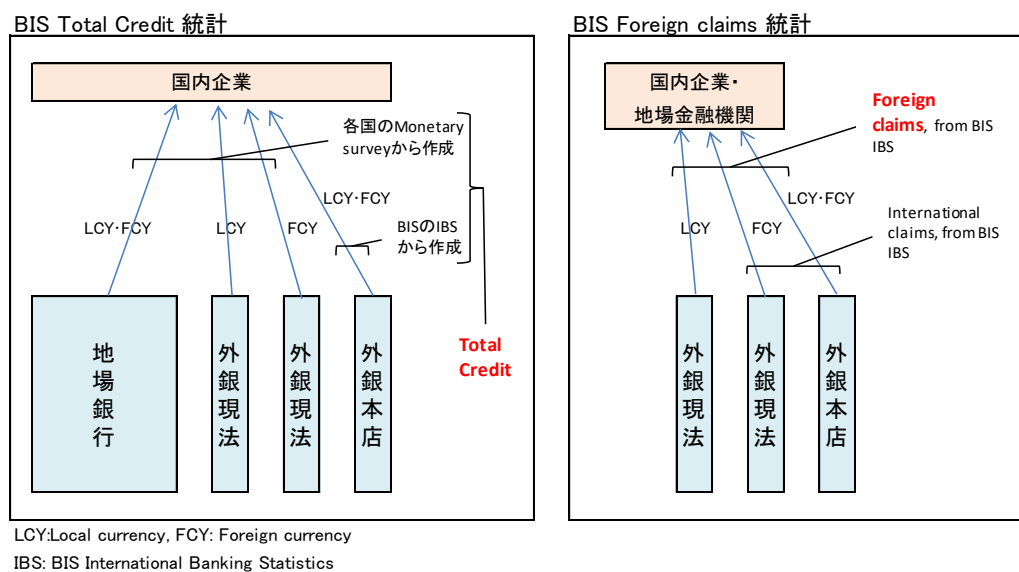 BIS Total Credit 統計
国内企業
各国のMonetary
surveyから作成
LCY・FCY
LCY・FCY
LCY
FCY
BISのIBS
から作成
Total
Credit
地場銀行
外銀現法
外銀現法
外銀本店
BIS Foreign claims 統計
国内企業・
地場金融機関
Foreign
claims, from BIS
IBS
LCY・FCY
LCY
FCY
International
claims, from BIS
IBS
外銀現法
外銀現法
外銀本店
LCY:Local currency, FCY: Foreign currency
IBS: BIS International Banking Statistics